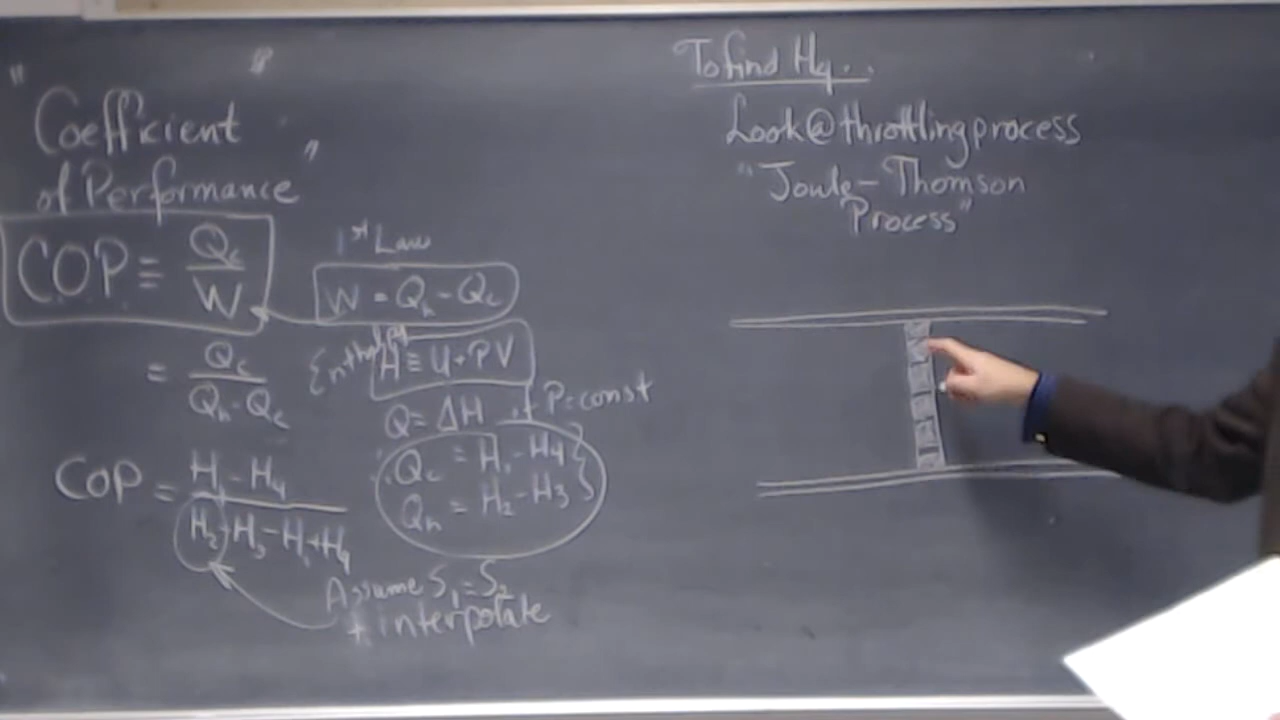 "Coefficient
of Performance"
COP ≡ Qc/W
1st Law
W = Qh - Qc
= Qc/(Qh - Qc)
Enthalpy
H ≡ U + PV
Q = ΔH if P=const
Qc = H1 - H4
Qh = H2 - H3
COP = (H1 - H4)/(H2 - H3 - H1 + H4)
Assume S1 = S2
+ interpolate
To find H4...
Look@throttling process
"Joule-Thomson
Process"